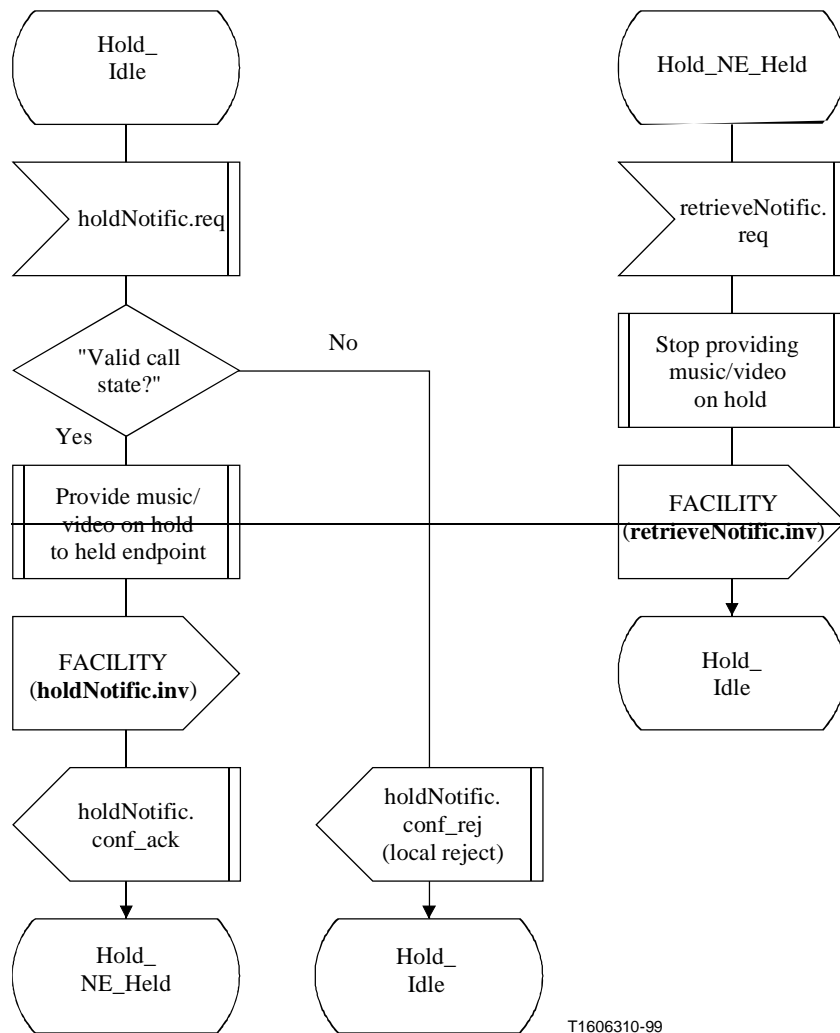 Hold_
Idle
holdNotific.req
"Valid call
state?"
No
Yes
Provide music/
video on hold
to held endpoint
FACILITY
(holdNotific.inv)
holdNotific.
conf_ack
Hold_
NE_Held
holdNotific.
conf_rej
(local reject)
Hold_
Idle
Hold_NE_Held
retrieveNotific.
req
Stop providing
music/video
on hold
FACILITY
(retrieveNotific.inv)
Hold_
Idle
T1606310-99